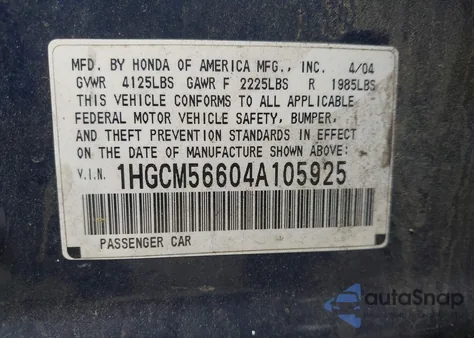 MFD. BY HONDA OF AMERICA MFG., INC. 4/04
GVWR 4125LBS GAWR F 2225LBS R 1985LBS
THIS VEHICLE CONFORMS TO ALL APPLICABLE
FEDERAL MOTOR VEHICLE SAFETY, BUMPER,
AND THEFT PREVENTION STANDARDS IN EFFECT
ON THE DATE OF MANUFACTURE SHOWN ABOVE:
V.I.N. 1HGCM56604A105925
PASSENGER CAR
autoSnap